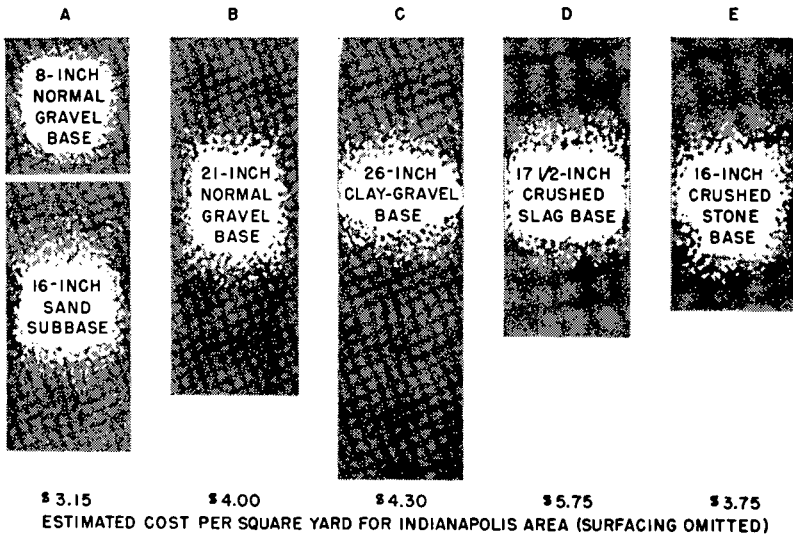 A B C D E
8-INCH
NORMAL
GRAVEL
BASE
16-INCH
SAND
SUBBASE
21-INCH
NORMAL
GRAVEL
BASE
26-INCH
CLAY-GRAVEL
BASE
17 1/2-INCH
CRUSHED
SLAG BASE
16-INCH
CRUSHED
STONE
BASE
$3.15 $4.00 $4.30 $5.75 $3.75
ESTIMATED COST PER SQUARE YARD FOR INDIANAPOLIS AREA (SURFACING OMITTED)